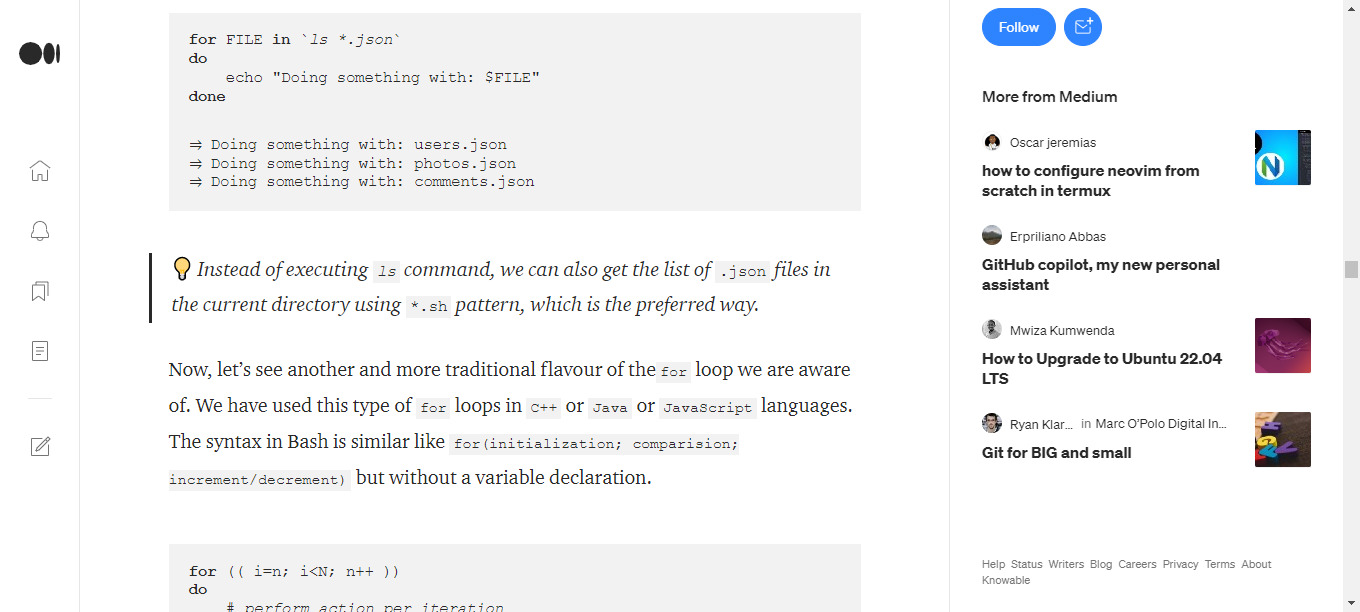 for FILE in `ls *.json`
do
    echo "Doing something with: $FILE"
done
⇒ Doing something with: users.json
⇒ Doing something with: photos.json
⇒ Doing something with: comments.json
💡 Instead of executing ls command, we can also get the list of .json files in
the current directory using *.sh pattern, which is the preferred way.
Now, let’s see another and more traditional flavour of the for loop we are aware
of. We have used this type of for loops in C++ or Java or JavaScript languages.
The syntax in Bash is similar like for(initialization; comparision;
increment/decrement) but without a variable declaration.
for (( i=n; i<N; n++ ))
do
    # perform action per iteration
Follow
More from Medium
Oscar jeremias
how to configure neovim from
scratch in termux
Erpriliano Abbas
GitHub copilot, my new personal
assistant
Mwiza Kumwenda
How to Upgrade to Ubuntu 22.04
LTS
Ryan Klar... in Marc O’Polo Digital In...
Git for BIG and small
Help Status Writers Blog Careers Privacy Terms About
Knowable